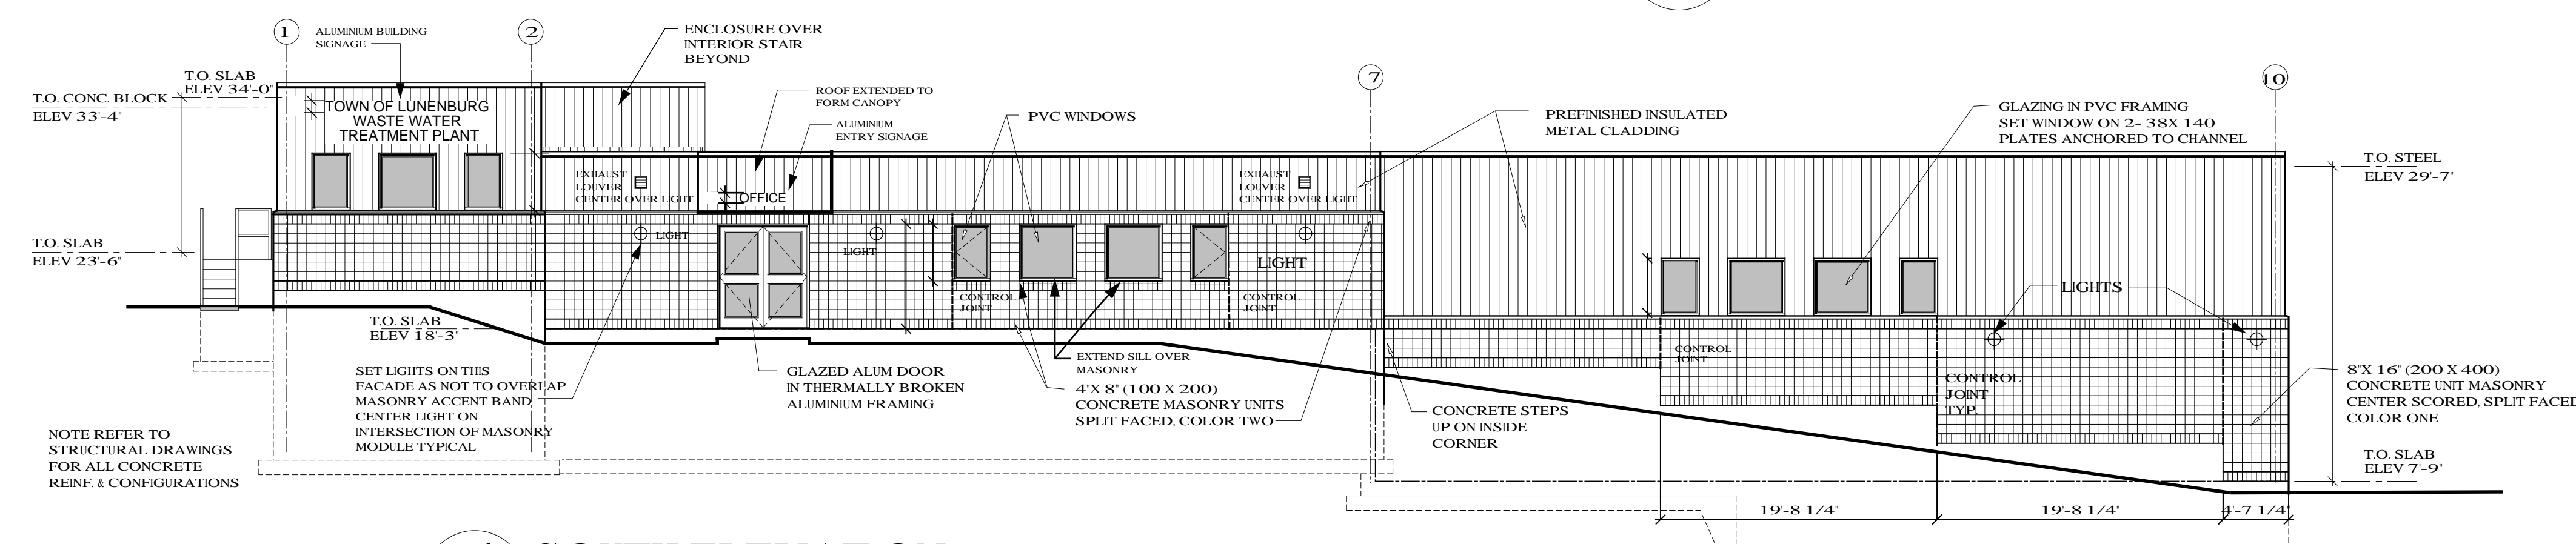 1
2
7
10
ALUMINIUM BUILDING
SIGNAGE
ENCLOSURE OVER
INTERIOR STAIR
BEYOND
T.O. SLAB
ELEV 34'-0"
T.O. CONC. BLOCK
ELEV 33'-4"
TOWN OF LUNENBURG
WASTE WATER
TREATMENT PLANT
ROOF EXTENDED TO
FORM CANOPY
ALUMINIUM
ENTRY SIGNAGE
PVC WINDOWS
PREFINISHED INSULATED
METAL CLADDING
GLAZING IN PVC FRAMING
SET WINDOW ON 2- 38X 140
PLATES ANCHORED TO CHANNEL
T.O. STEEL
ELEV 29'-7"
EXHAUST
LOUVER
CENTER OVER LIGHT
OFFICE
EXHAUST
LOUVER
CENTER OVER LIGHT
T.O. SLAB
ELEV 23'-6"
LIGHT
LIGHT
LIGHT
CONTROL
JOINT
CONTROL
JOINT
LIGHTS
T.O. SLAB
ELEV 18'-3"
EXTEND SILL OVER
MASONRY
CONTROL
JOINT
SET LIGHTS ON THIS
FACADE AS NOT TO OVERLAP
MASONRY ACCENT BAND
CENTER LIGHT ON
INTERSECTION OF MASONRY
MODULE TYPICAL
GLAZED ALUM DOOR
IN THERMALLY BROKEN
ALUMINIUM FRAMING
4"X 8" (100 X 200)
CONCRETE MASONRY UNITS
SPLIT FACED, COLOR TWO
CONCRETE STEPS
UP ON INSIDE
CORNER
CONTROL
JOINT
TYP.
8"X 16" (200 X 400)
CONCRETE UNIT MASONRY
CENTER SCORED, SPLIT FACED
COLOR ONE
NOTE REFER TO
STRUCTURAL DRAWINGS
FOR ALL CONCRETE
REINF. & CONFIGURATIONS
T.O. SLAB
ELEV 7'-9"
19'-8 1/4"
19'-8 1/4"
4'-7 1/4"